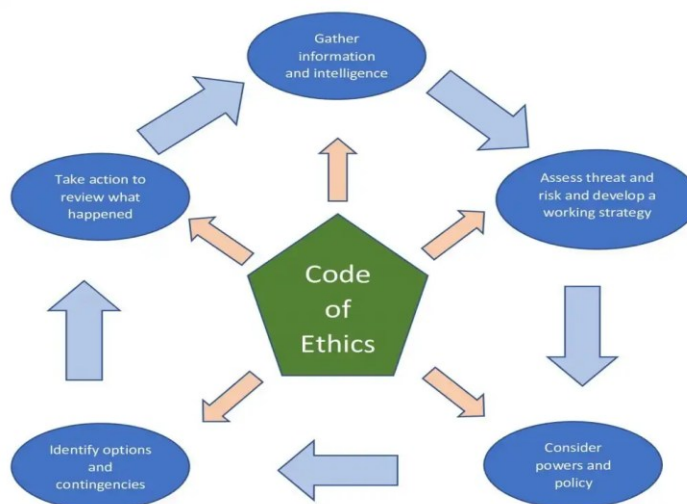 Gather
information
and intelligence
Take action to
review what
happened
Assess threat and
risk and develop a
working strategy
Code
of
Ethics
Identify options
and
contingencies
Consider
powers and
policy